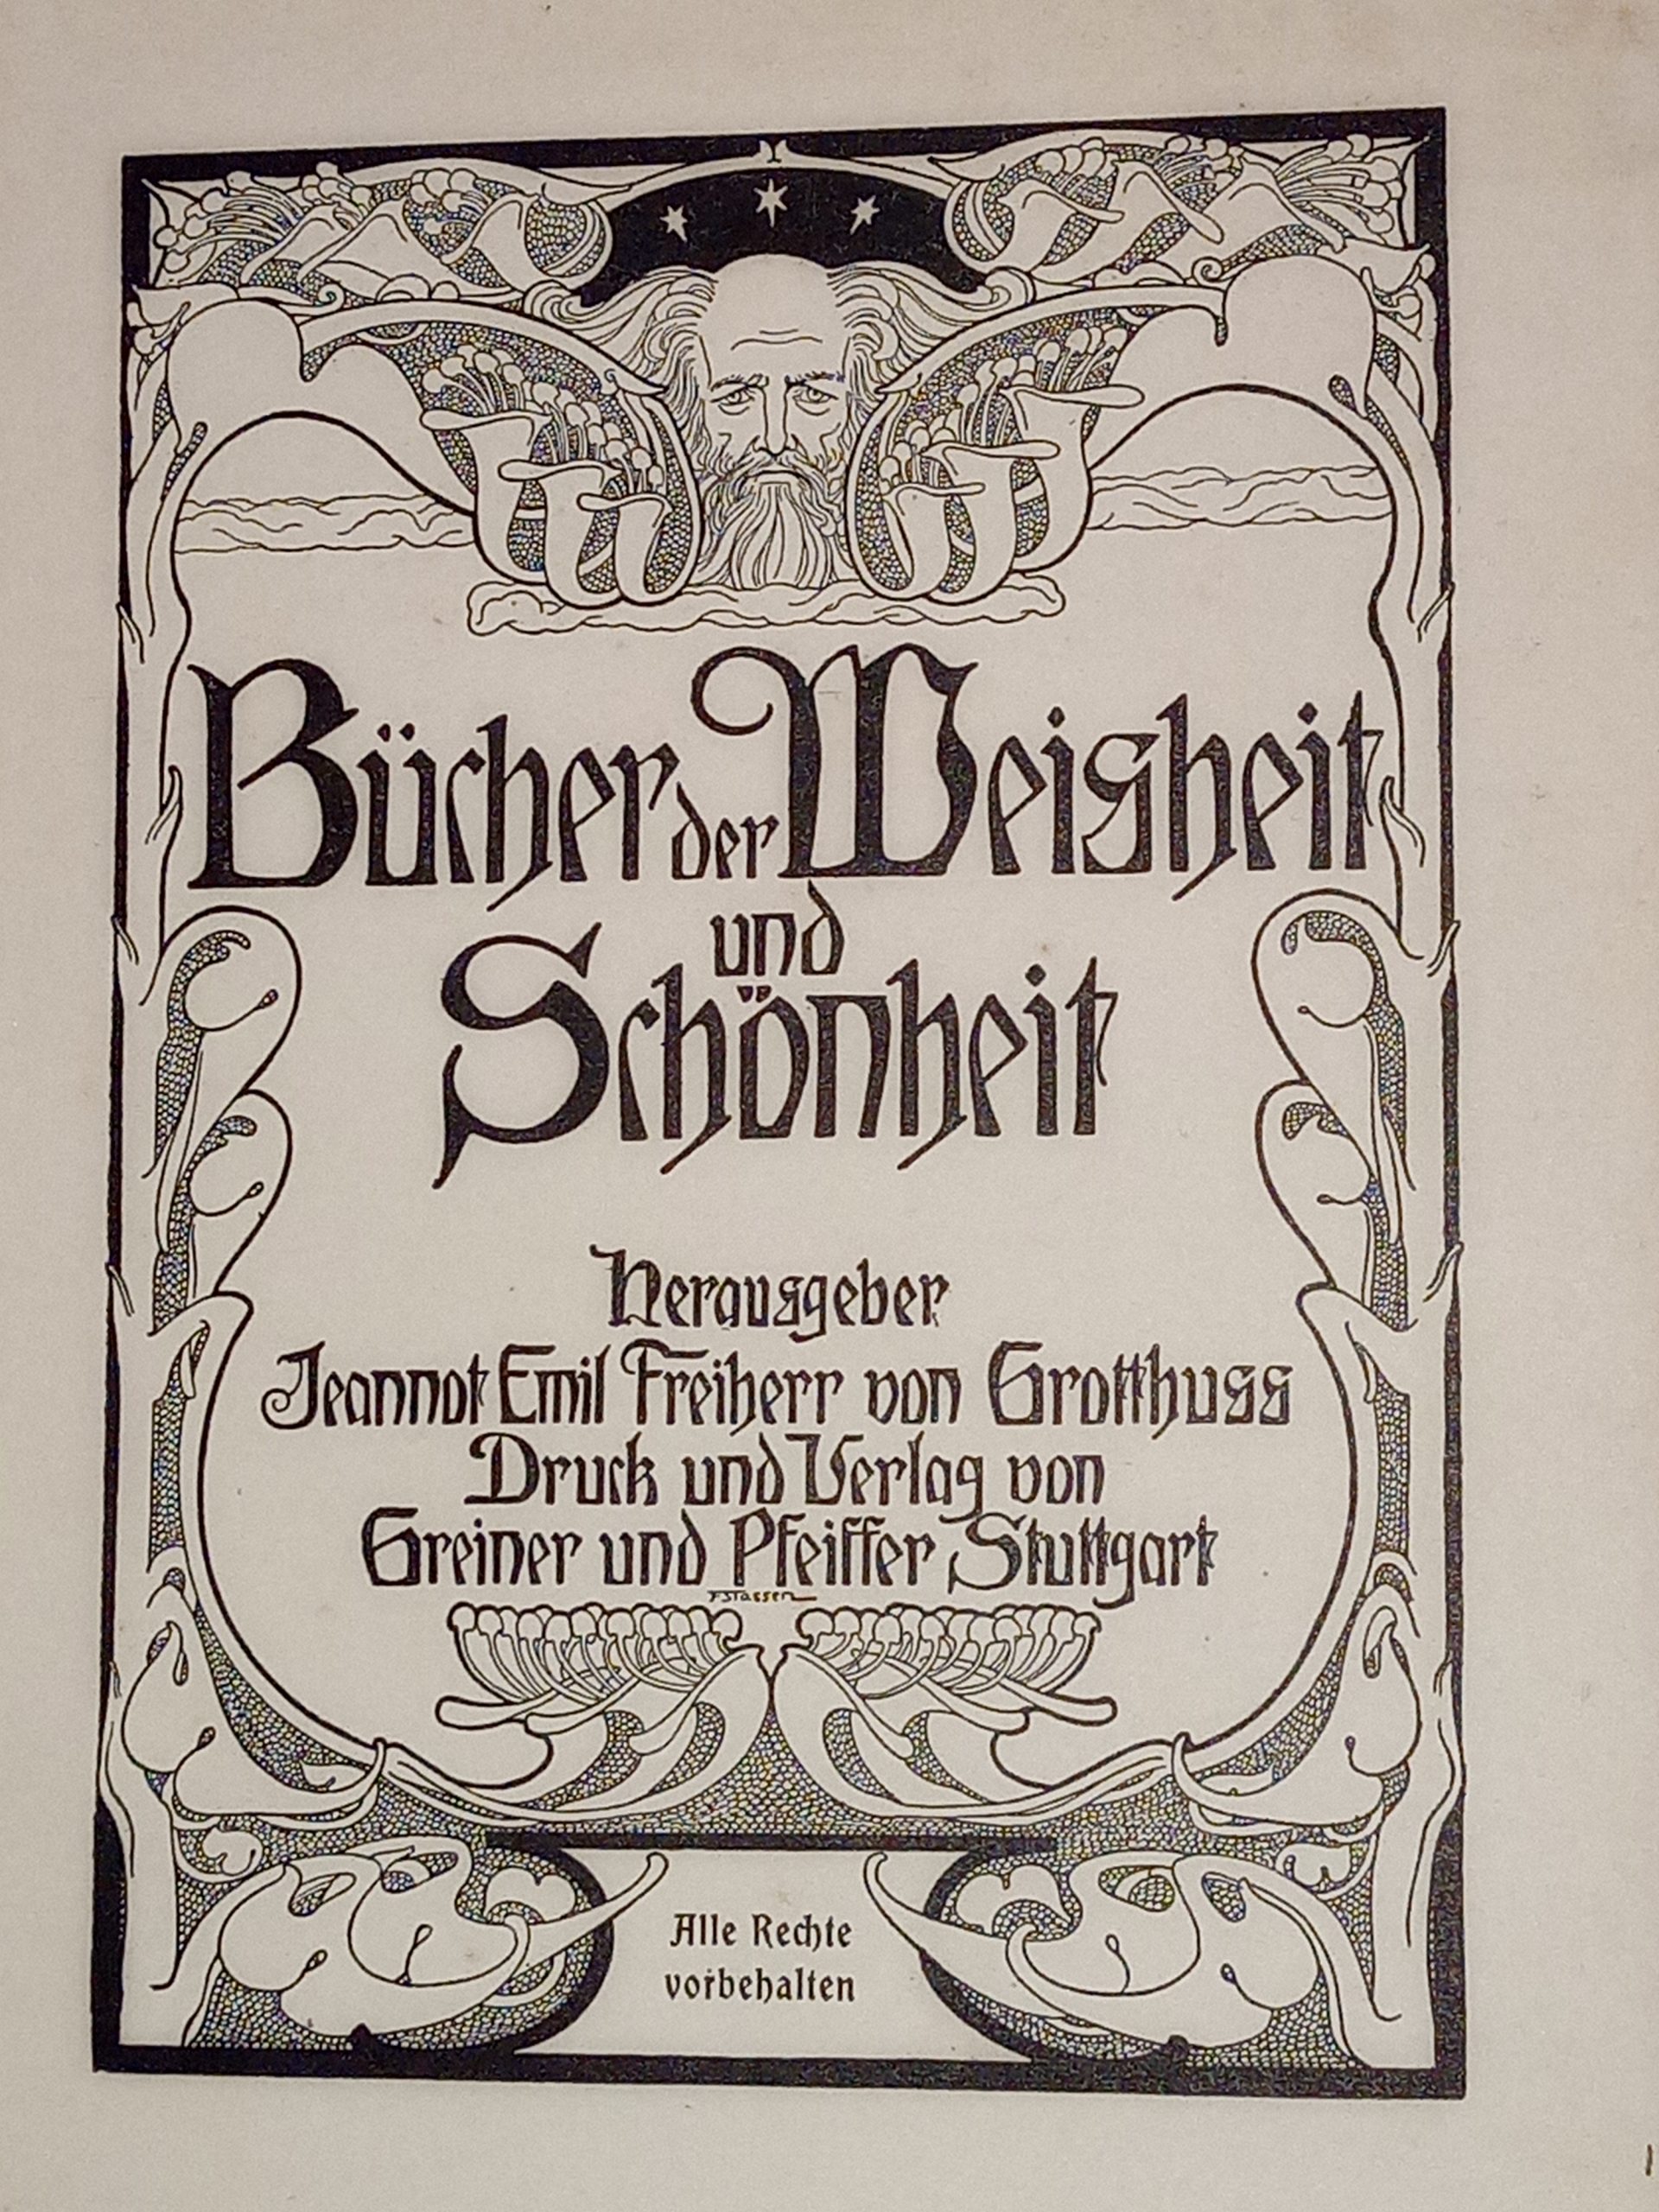 Bücher der Weisheit
und
Schönheit
Herausgeber
Jeannot Emil Freiherr von Grotthuss
Druck und Verlag von
Greiner und Pfeiffer, Stuttgart
FStassen
Alle Rechte
vorbehalten